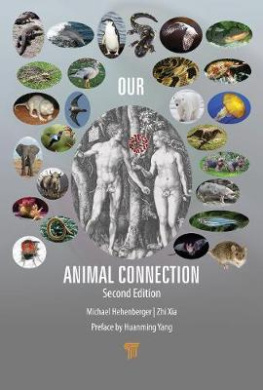 OUR
ANIMAL CONNECTION
Second Edition
Michael Hehenberger | Zhi Xia
Preface by Huanming Yang